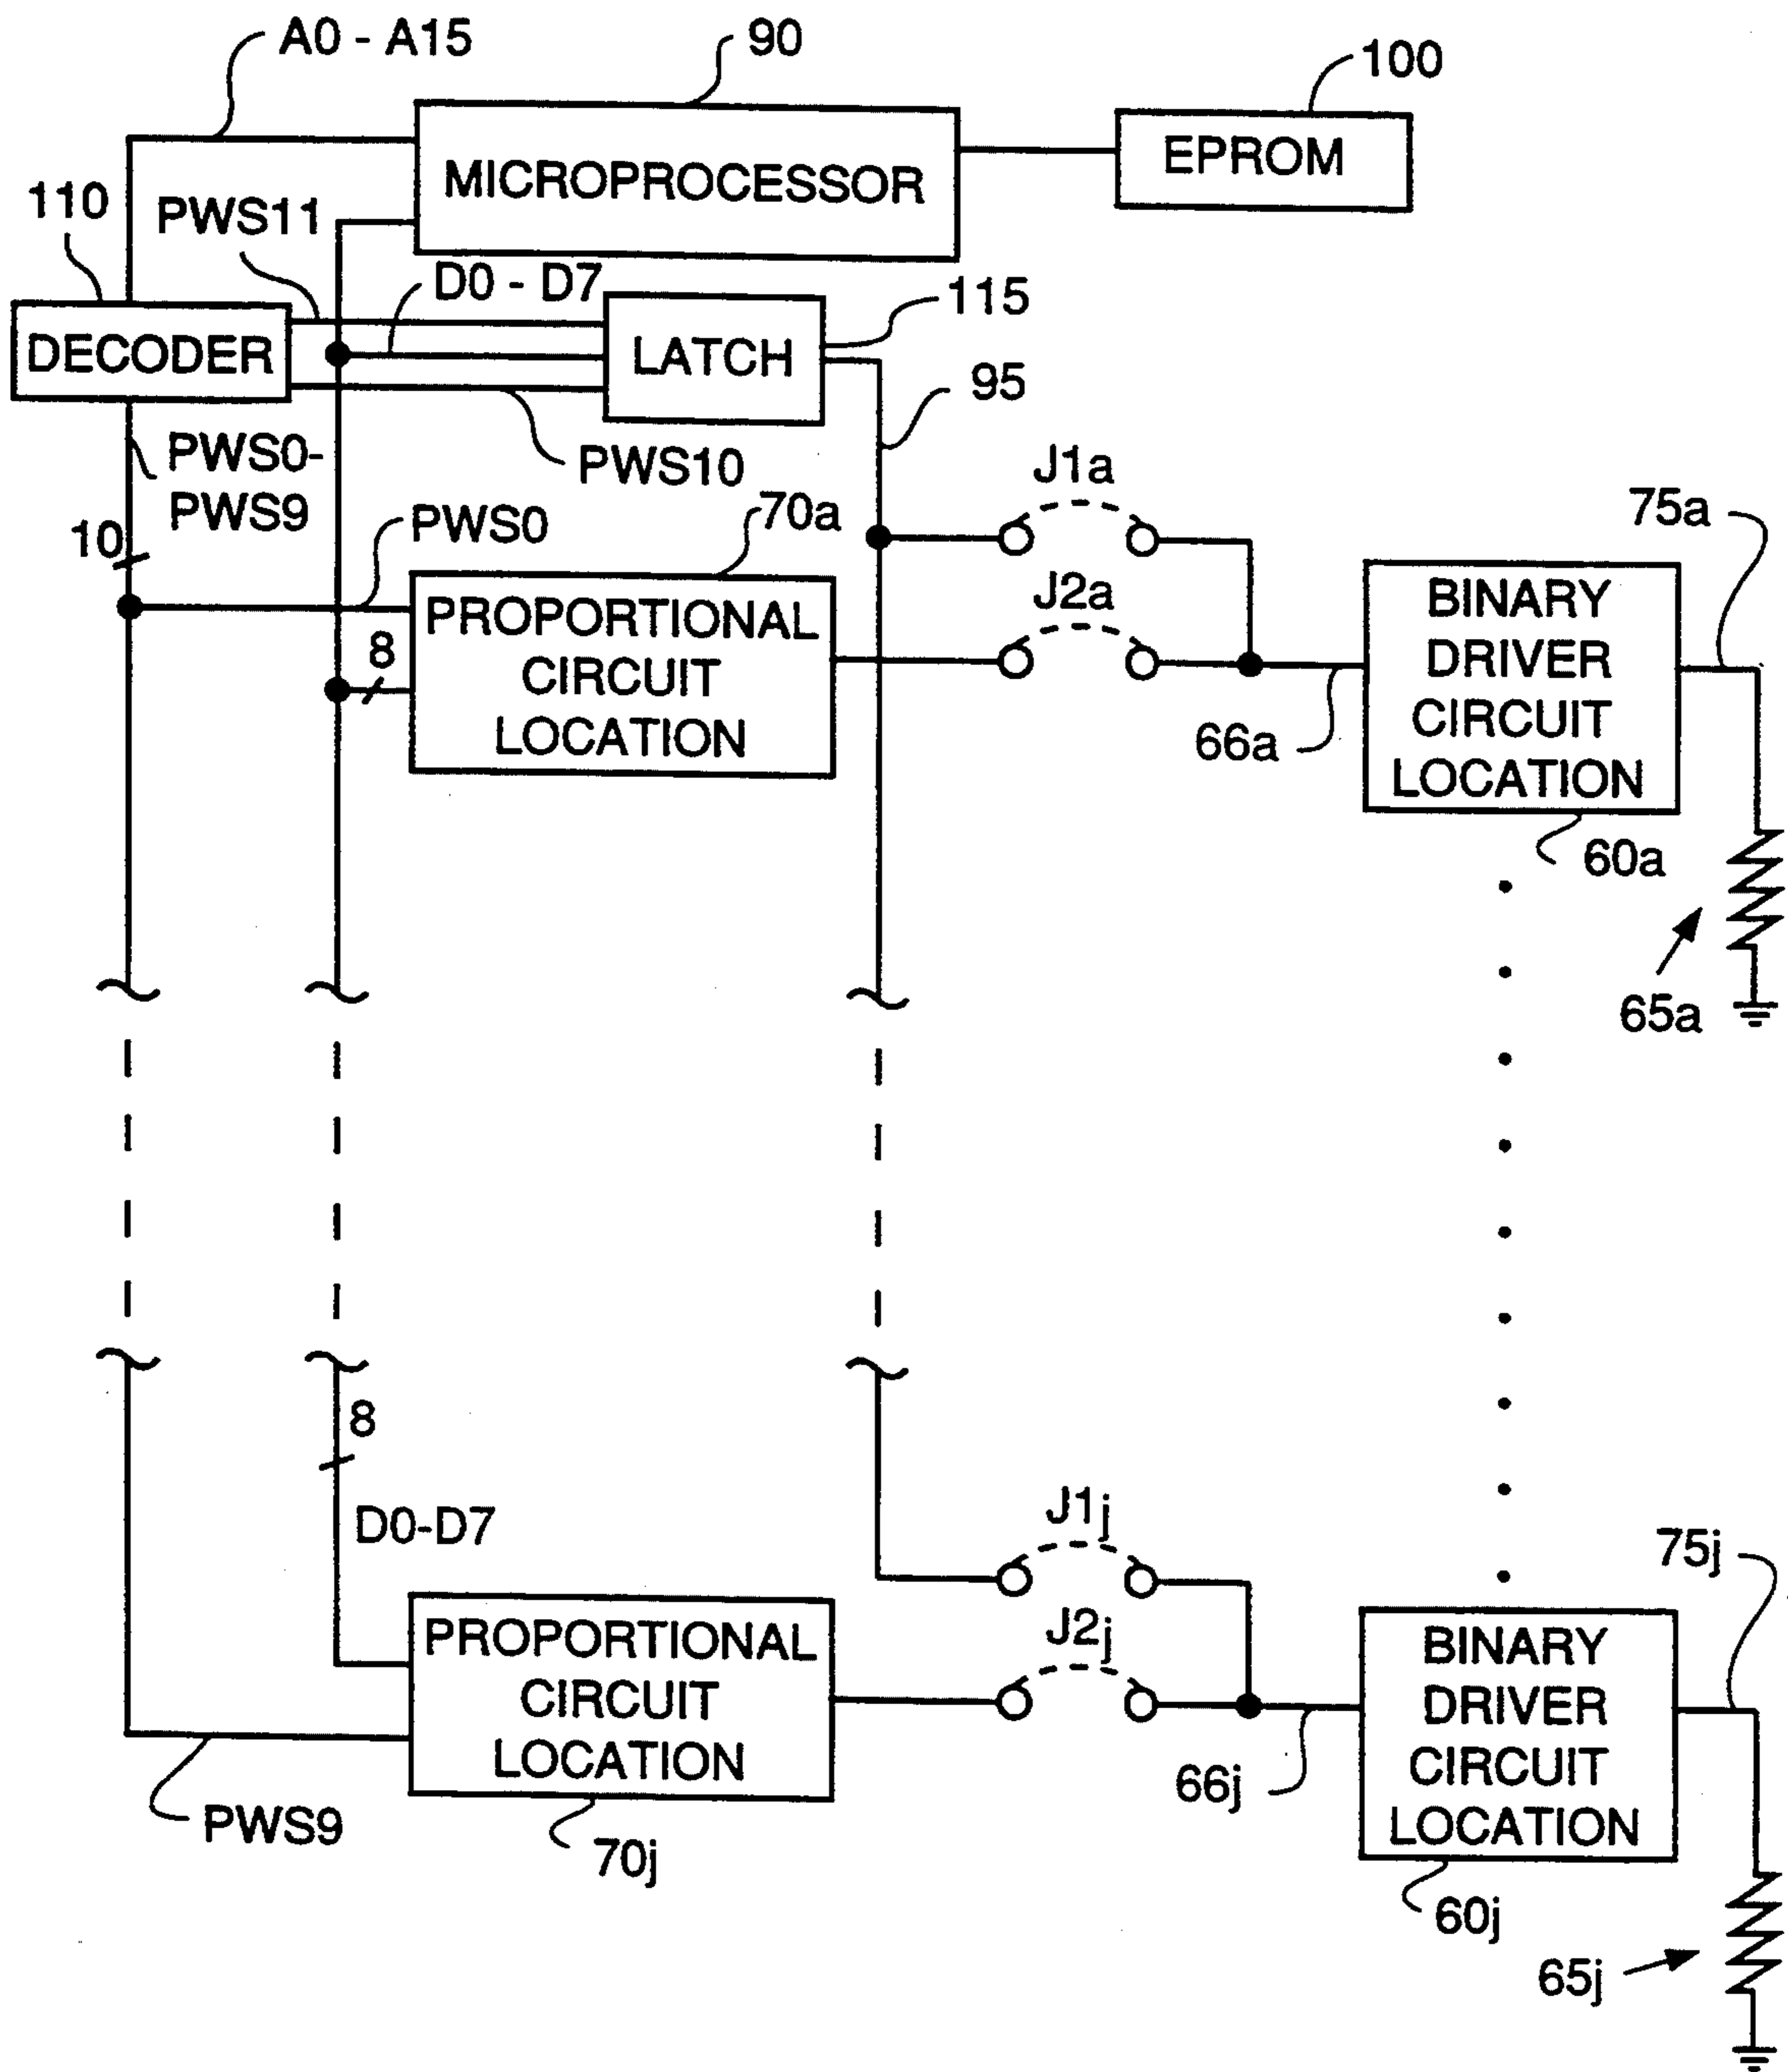 A0 - A15
90
100
MICROPROCESSOR
EPROM
110
PWS11
D0 - D7
115
DECODER
LATCH
95
PWS0-
PWS9
PWS10
10
PWS0
70a
J1a
75a
PROPORTIONAL
CIRCUIT
LOCATION
8
J2a
BINARY
DRIVER
CIRCUIT
LOCATION
66a
60a
65a
8
D0-D7
J1j
75j
PROPORTIONAL
CIRCUIT
LOCATION
J2j
BINARY
DRIVER
CIRCUIT
LOCATION
66j
PWS9
70j
60j
65j